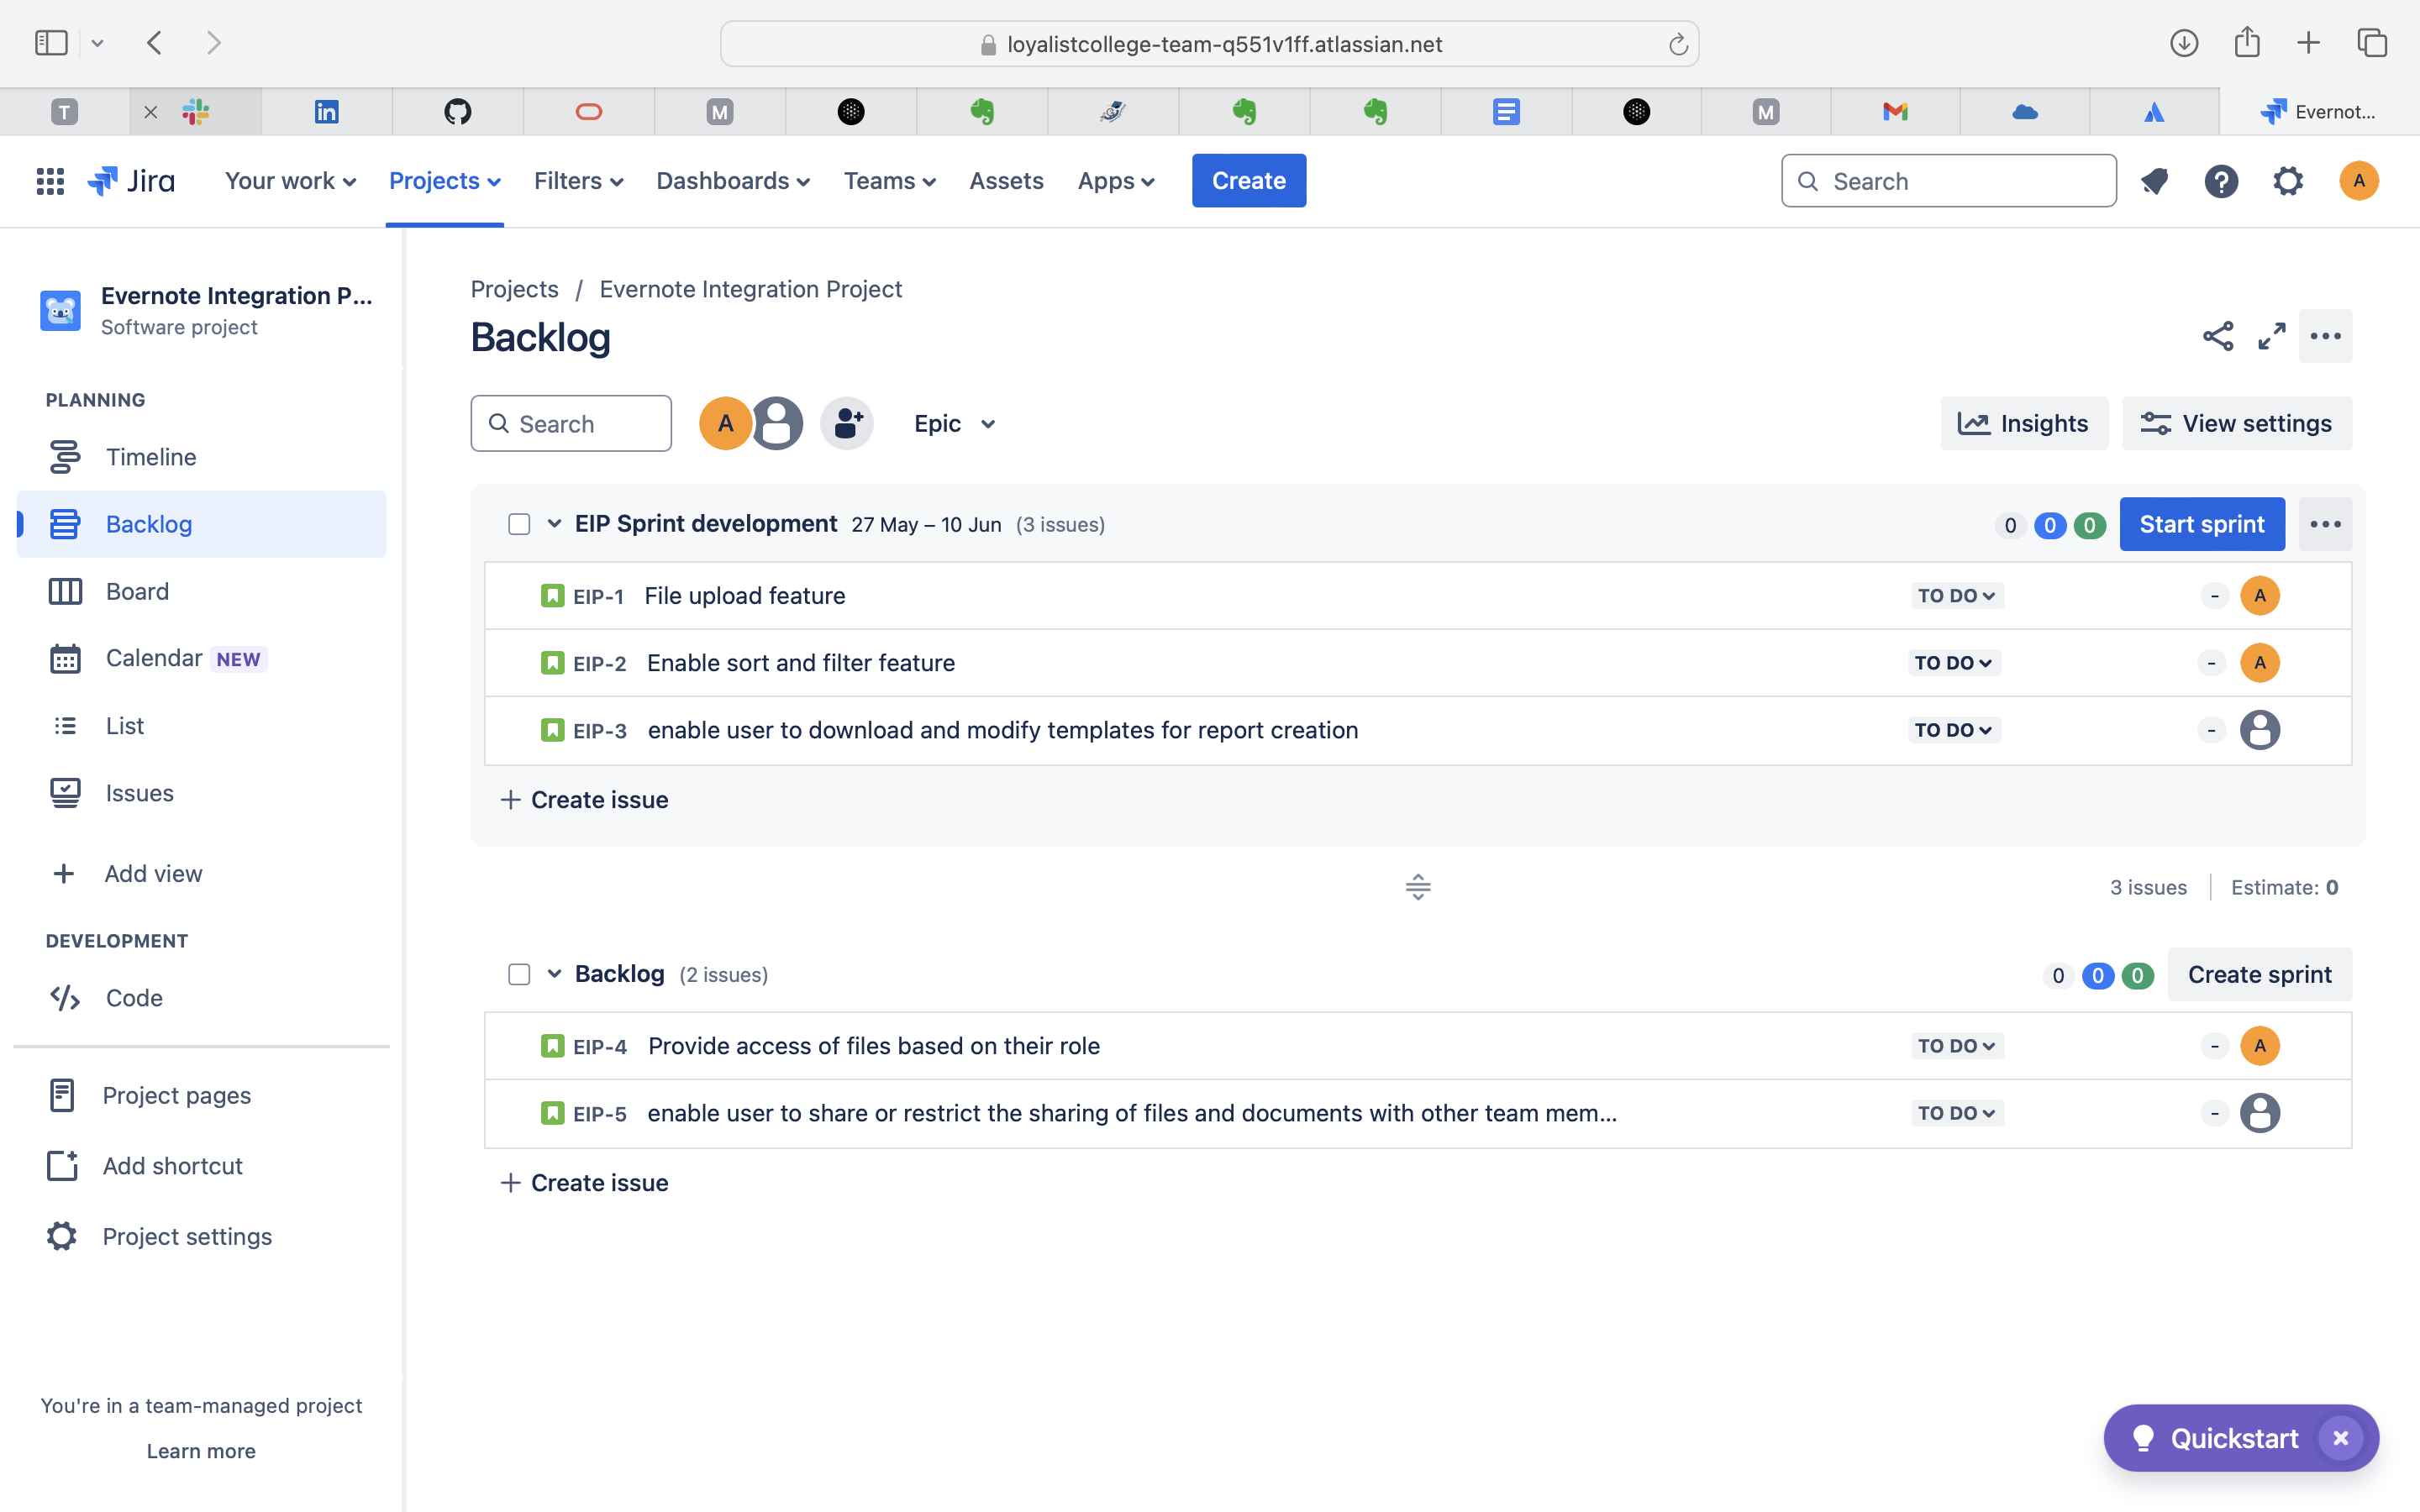 loyalistcollege-team-q551v1ff.atlassian.net
T
in
M
M
Evernot...
Jira
Your work
Projects
Filters
Dashboards
Teams
Assets
Apps
Create
Search
?
A
Evernote Integration P...
Software project
PLANNING
Timeline
Backlog
Board
Calendar NEW
List
Issues
Add view
DEVELOPMENT
Code
Project pages
Add shortcut
Project settings
You're in a team-managed project
Learn more
Projects / Evernote Integration Project
Backlog
Search
A
Epic
Insights
View settings
EIP Sprint development 27 May – 10 Jun (3 issues)
0 0 0
Start sprint
EIP-1 File upload feature TO DO - A
EIP-2 Enable sort and filter feature TO DO - A
EIP-3 enable user to download and modify templates for report creation TO DO -
+ Create issue
3 issues Estimate: 0
Backlog (2 issues)
0 0 0
Create sprint
EIP-4 Provide access of files based on their role TO DO - A
EIP-5 enable user to share or restrict the sharing of files and documents with other team mem... TO DO -
+ Create issue
Quickstart